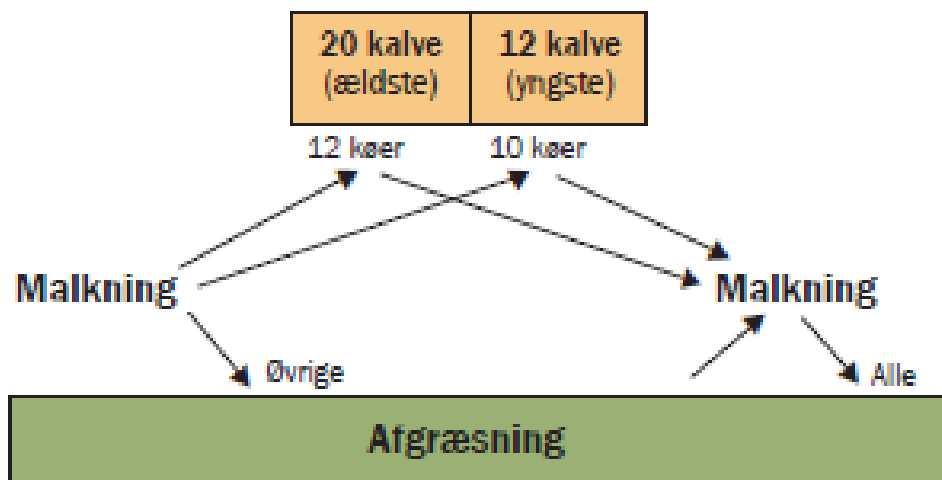 20 kalve
(ældste)
12 kalve
(yngste)
12 køer
10 køer
Malkning
Malkning
Øvrige
Alle
Afgræsning